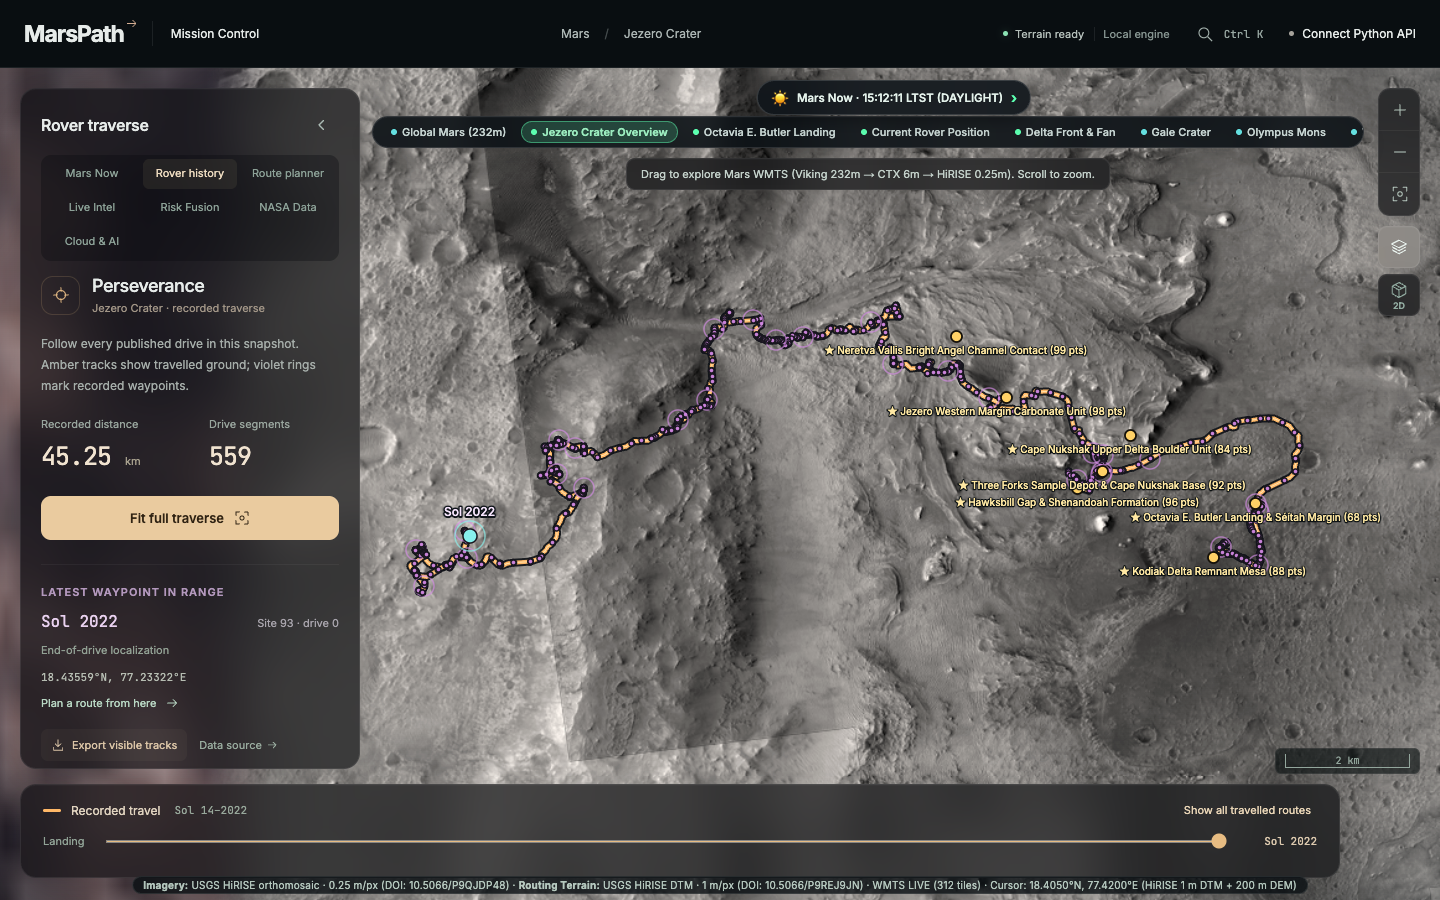 MarsPath →
Mission Control
Mars / Jezero Crater
Terrain ready
Local engine
Ctrl K
Connect Python API
Mars Now · 15:12:11 LTST (DAYLIGHT) ›
Global Mars (232m)
Jezero Crater Overview
Octavia E. Butler Landing
Current Rover Position
Delta Front & Fan
Gale Crater
Olympus Mons
Drag to explore Mars WMTS (Viking 232m → CTX 6m → HiRISE 0.25m). Scroll to zoom.
2D
Rover traverse
Mars Now
Rover history
Route planner
Live Intel
Risk Fusion
NASA Data
Cloud & AI
Perseverance
Jezero Crater · recorded traverse
Follow every published drive in this snapshot.
Amber tracks show travelled ground; violet rings
mark recorded waypoints.
Recorded distance
Drive segments
45.25 km
559
Fit full traverse
LATEST WAYPOINT IN RANGE
Sol 2022
Site 93 · drive 0
End-of-drive localization
18.43559°N, 77.23322°E
Plan a route from here →
Export visible tracks
Data source →
★ Neretva Vallis Bright Angel Channel Contact (99 pts)
★ Jezero Western Margin Carbonate Unit (98 pts)
★ Cape Nukshak Upper Delta Boulder Unit (84 pts)
★ Three Forks Sample Depot & Cape Nukshak Base (92 pts)
★ Hawksbill Gap & Shenandoah Formation (96 pts)
★ Octavia E. Butler Landing & Séítah Margin (68 pts)
★ Kodiak Delta Remnant Mesa (88 pts)
Sol 2022
2 km
Recorded travel
Sol 14–2022
Show all travelled routes
Landing
Sol 2022
Imagery: USGS HiRISE orthomosaic · 0.25 m/px (DOI: 10.5066/P9QJDP48) · Routing Terrain: USGS HiRISE DTM · 1 m/px (DOI: 10.5066/P9REJ9JN) · WMTS LIVE (312 tiles) · Cursor: 18.4050°N, 77.4200°E (HiRISE 1 m DTM + 200 m DEM)